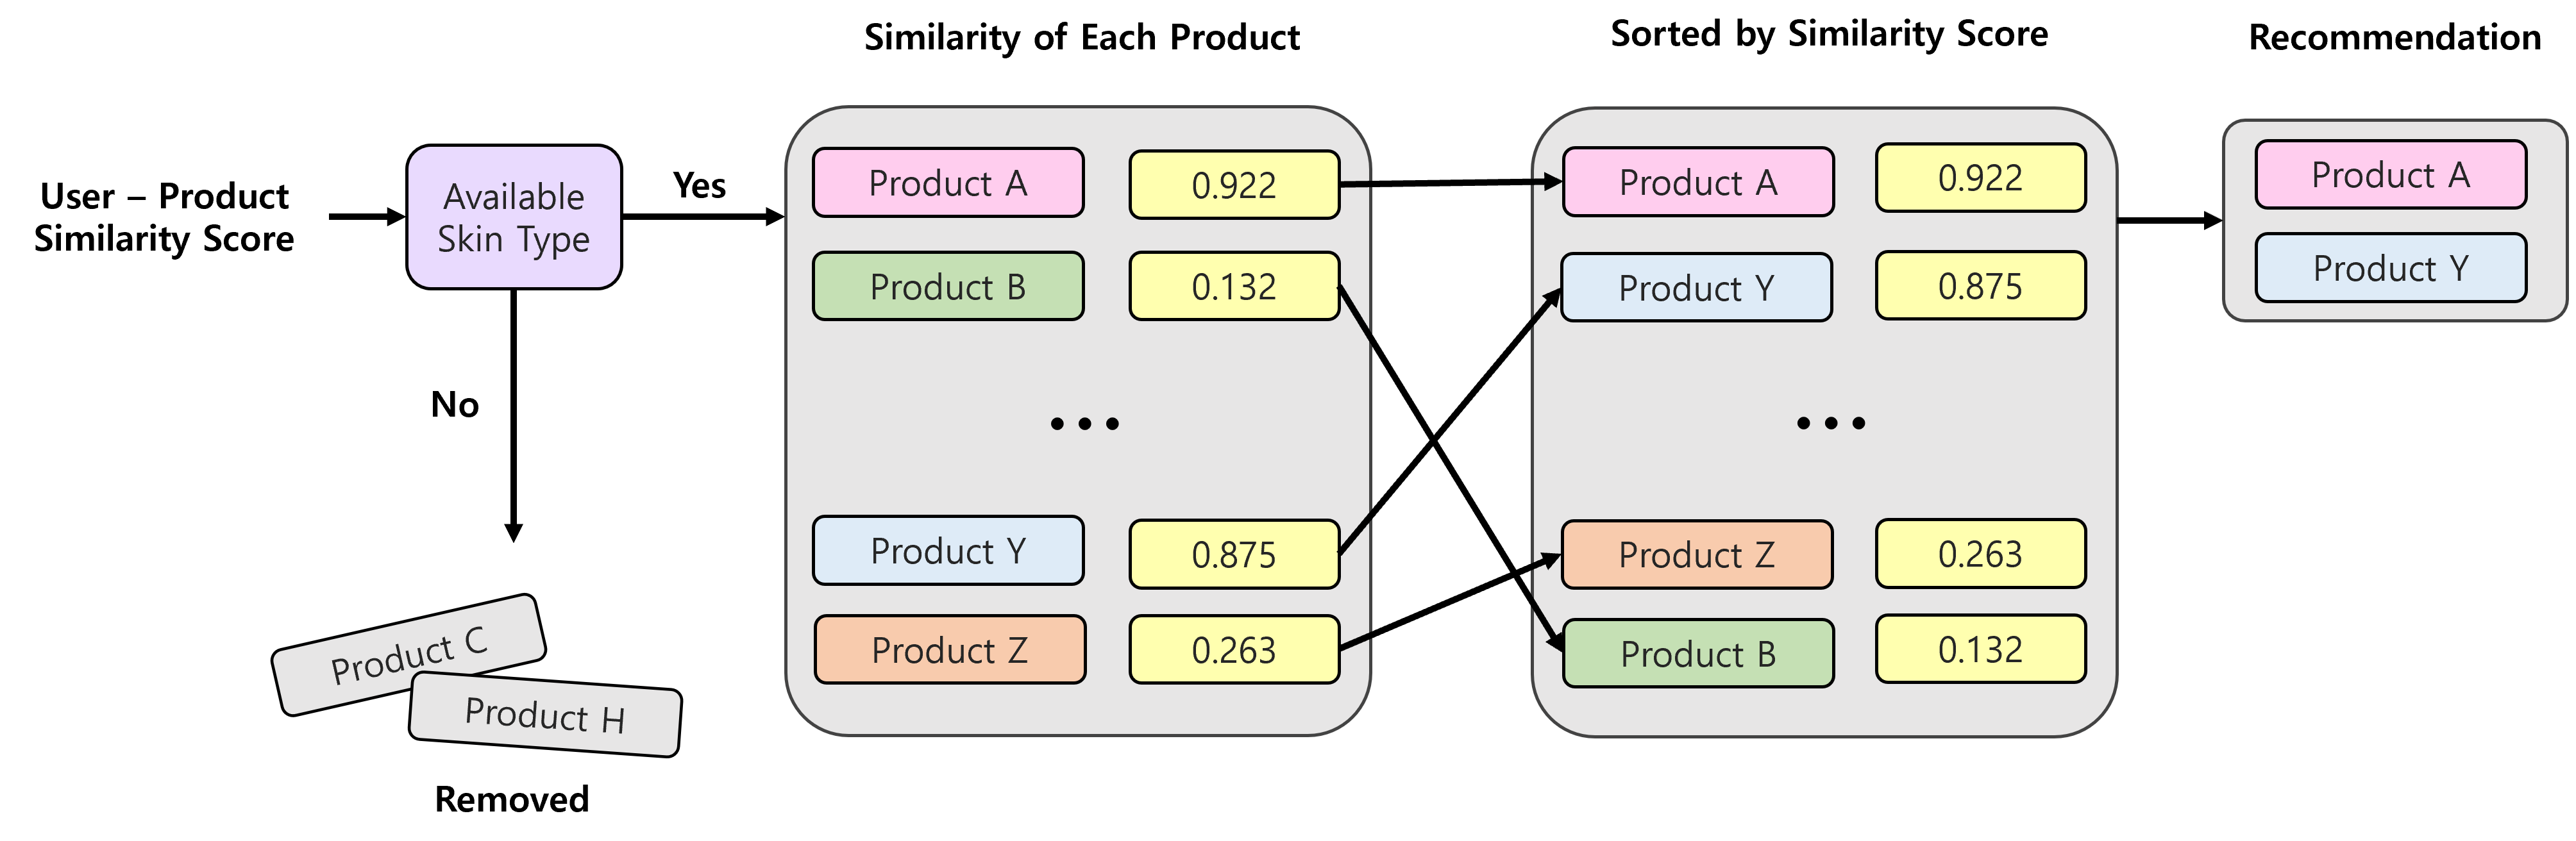 Similarity of Each Product
Sorted by Similarity Score
Recommendation
User – Product
Similarity Score
Available
Skin Type
Yes
No
Product C
Product H
Removed
Product A
0.922
Product B
0.132
...
Product Y
0.875
Product Z
0.263
Product A
0.922
Product Y
0.875
...
Product Z
0.263
Product B
0.132
Product A
Product Y